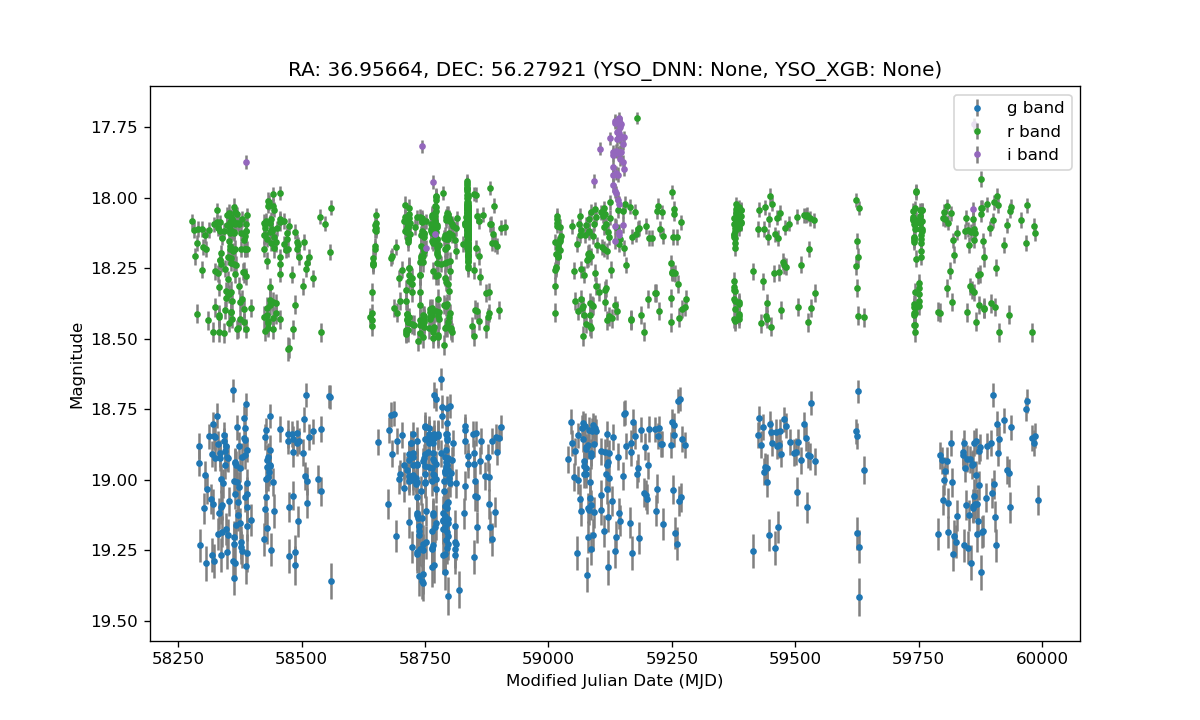 RA: 36.95664, DEC: 56.27921 (YSO_DNN: None, YSO_XGB: None)
g band
r band
i band
17.75
18.00
18.25
18.50
18.75
19.00
19.25
19.50
Magnitude
58250
58500
58750
59000
59250
59500
59750
60000
Modified Julian Date (MJD)